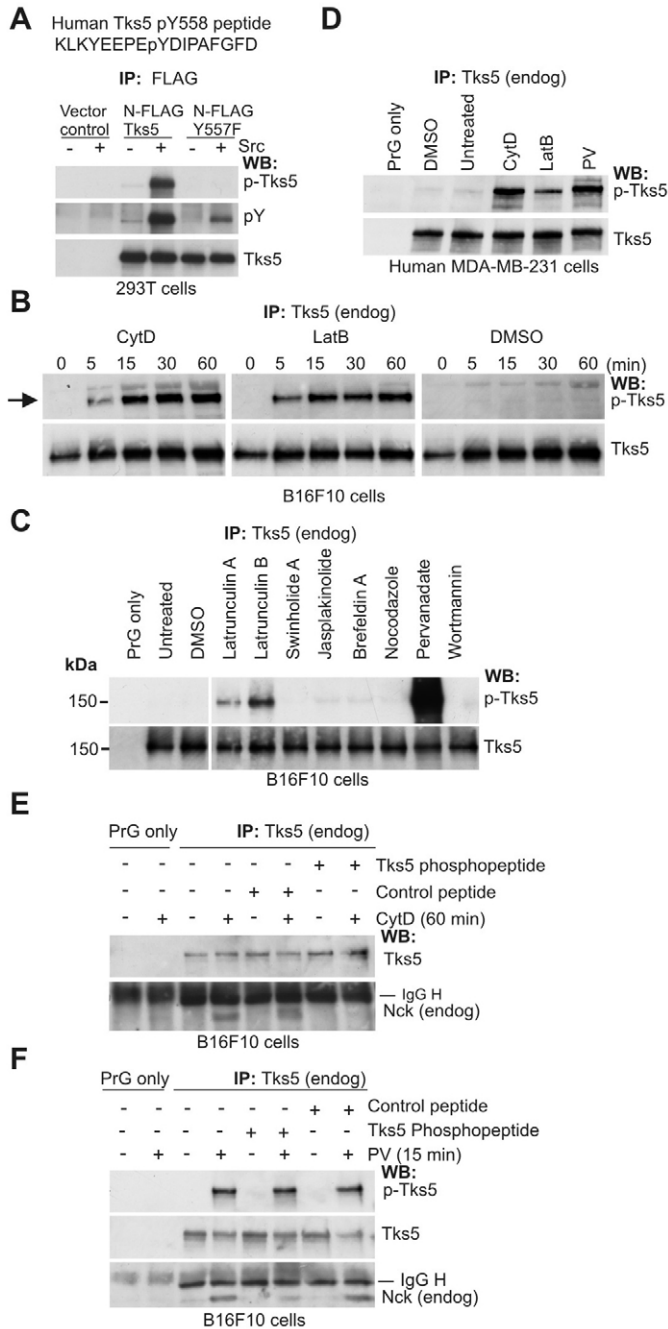 A
Human Tks5 pY558 peptide
KLKYEEPEpYDIPAFGFD
IP: FLAG
Vector control
N-FLAG Tks5
N-FLAG Y557F
- + - + - + Src
WB:
p-Tks5
pY
Tks5
293T cells
D
IP: Tks5 (endog)
PrG only
DMSO
Untreated
CytD
LatB
PV
WB:
p-Tks5
Tks5
Human MDA-MB-231 cells
B
IP: Tks5 (endog)
CytD LatB DMSO
0 5 15 30 60 0 5 15 30 60 0 5 15 30 60 (min)
WB:
p-Tks5
Tks5
B16F10 cells
C
IP: Tks5 (endog)
PrG only
Untreated
DMSO
Latrunculin A
Latrunculin B
Swinholide A
Jasplakinolide
Brefeldin A
Nocodazole
Pervanadate
Wortmannin
kDa
WB:
150
p-Tks5
150
Tks5
B16F10 cells
E
PrG only IP: Tks5 (endog)
- - - - - - + + Tks5 phosphopeptide
- - - - + + - - Control peptide
- + - + - + - + CytD (60 min)
WB:
Tks5
IgG H
Nck (endog)
B16F10 cells
F
PrG only IP: Tks5 (endog)
- - - - - - + + Control peptide
- - - - + + - - Tks5 Phosphopeptide
- + - + - + - + PV (15 min)
WB:
p-Tks5
Tks5
IgG H
Nck (endog)
B16F10 cells